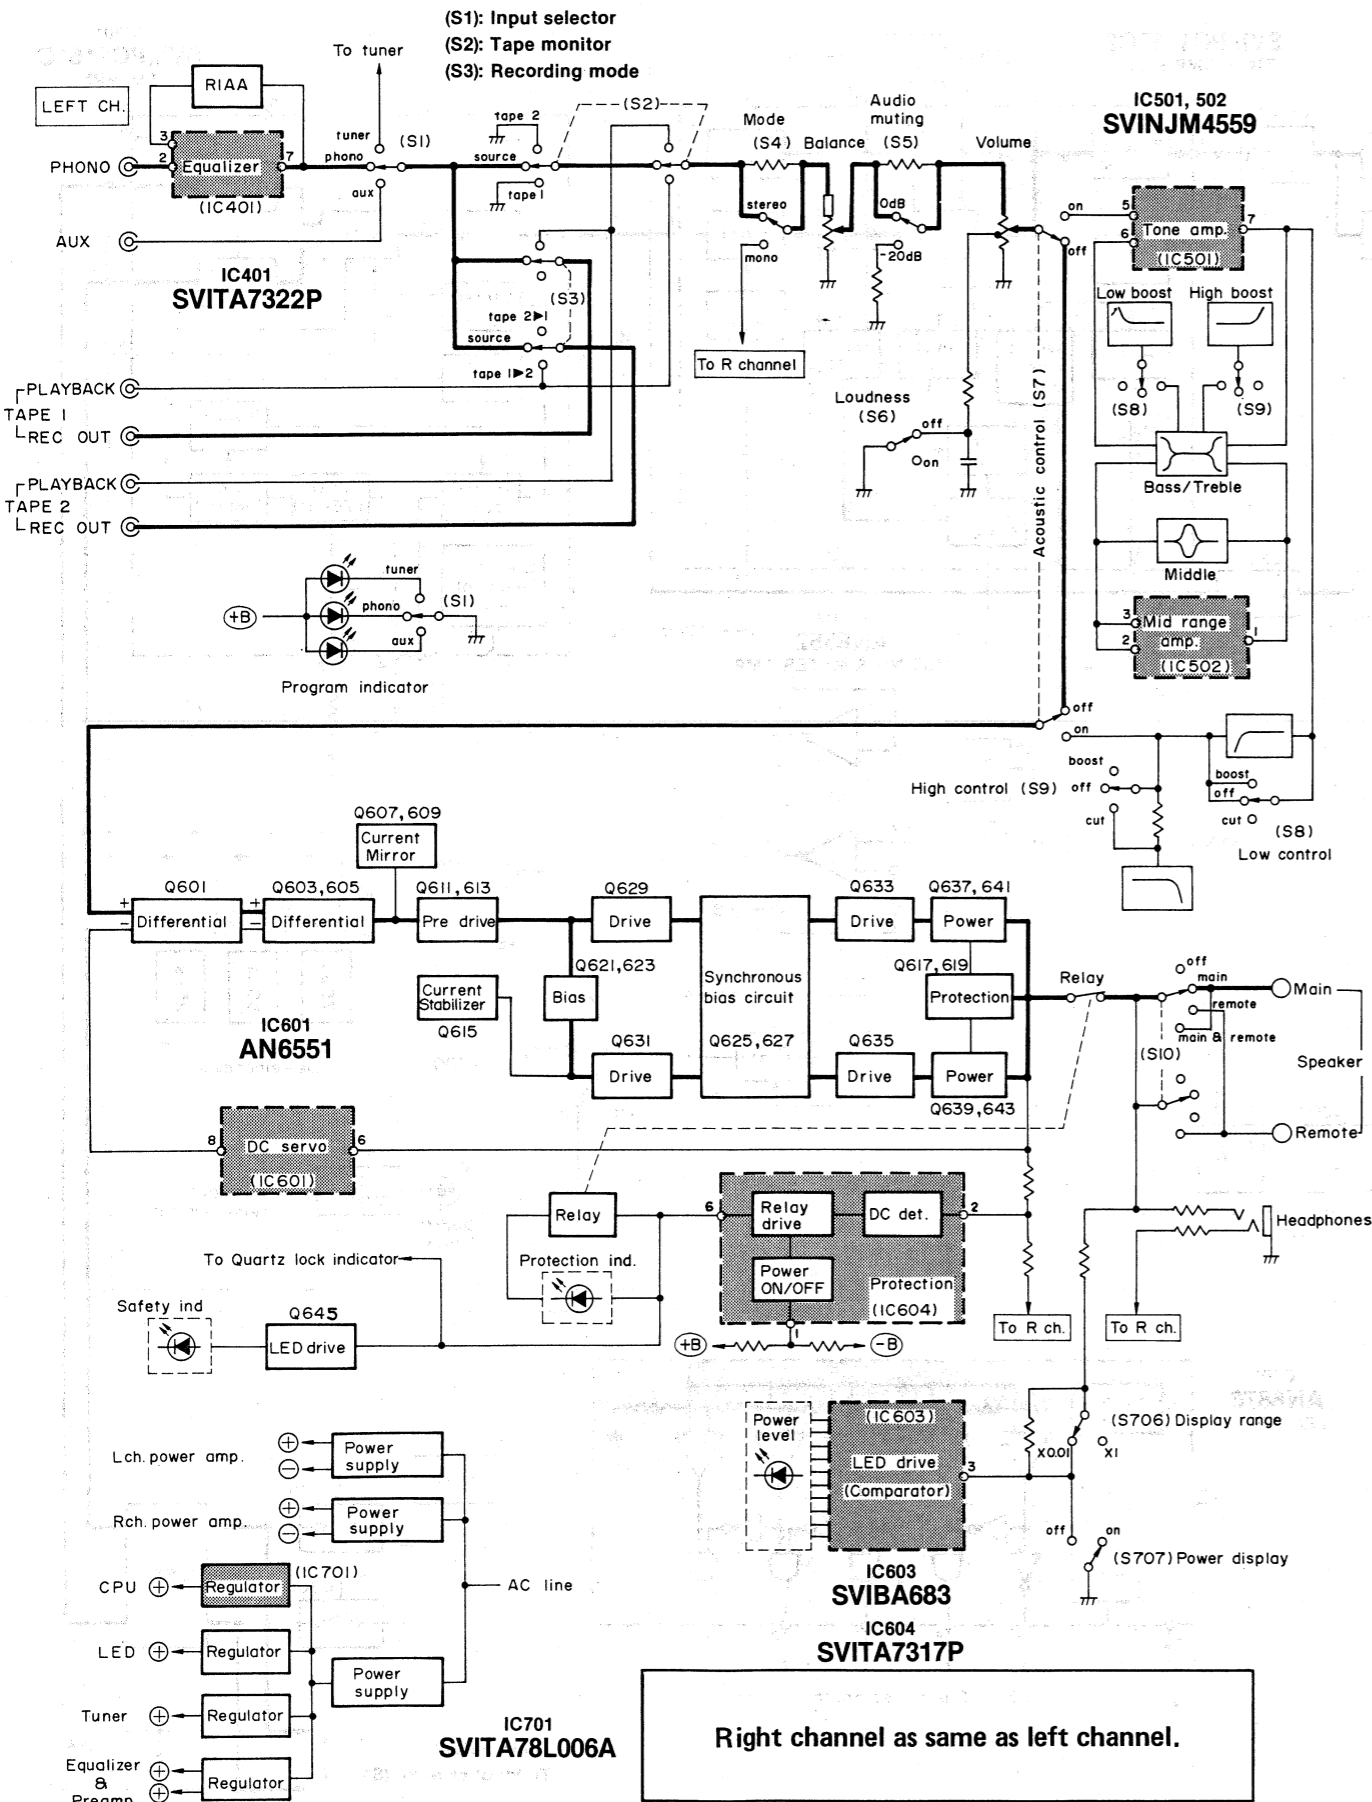 (S1): Input selector
(S2): Tape monitor
(S3): Recording mode
To tuner
LEFT CH.
RIAA
PHONO
3
2
Equalizer
7
(IC401)
tuner
phono
(S1)
aux
AUX
IC401
SVITA7322P
tape 2
(S2)
source
tape 1
(S3)
tape 2▶1
source
tape 1▶2
Mode
(S4)
stereo
mono
To R channel
Balance
Audio
muting
(S5)
0dB
-20dB
Volume
Loudness
(S6)
off
on
Acoustic control (S7)
on
off
IC501, 502
SVINJM4559
5
6
Tone amp.
7
(IC501)
Low boost
High boost
(S8)
(S9)
Bass/Treble
Middle
3
2
Mid range
amp.
1
(IC502)
PLAYBACK
TAPE 1
REC OUT
PLAYBACK
TAPE 2
REC OUT
+B
tuner
phono
aux
(S1)
Program indicator
off
on
High control (S9)
boost
off
cut
boost
off
cut
(S8)
Low control
Q607,609
Current
Mirror
+
−
Q601
Differential
+
−
Q603,605
Differential
Q611,613
Pre drive
Q629
Drive
Q633
Drive
Q637,641
Power
Q621,623
Bias
Synchronous
bias circuit
Q625,627
Q617,619
Protection
Current
Stabilizer
Q615
Q631
Drive
Q635
Drive
Power
Q639,643
IC601
AN6551
Relay
off
main
remote
main & remote
(S10)
Main
Speaker
Remote
8
DC servo
6
(IC601)
Relay
6
Relay
drive
DC det.
2
Power
ON/OFF
Protection
(IC604)
1
+B
-B
Protection ind.
To Quartz lock indicator
Safety ind
Q645
LED drive
Headphones
To R ch.
To R ch.
Power
level
(IC603)
LED drive
(Comparator)
3
(S706) Display range
X0.01
X1
off
on
(S707) Power display
IC603
SVIBA683
IC604
SVITA7317P
Lch. power amp.
+
−
Power
supply
Rch. power amp.
+
−
Power
supply
CPU
+
Regulator
(IC701)
AC line
LED
+
Regulator
Power
supply
Tuner
+
Regulator
Equalizer
&
Preamp
+
+
Regulator
IC701
SVITA78L006A
Right channel as same as left channel.